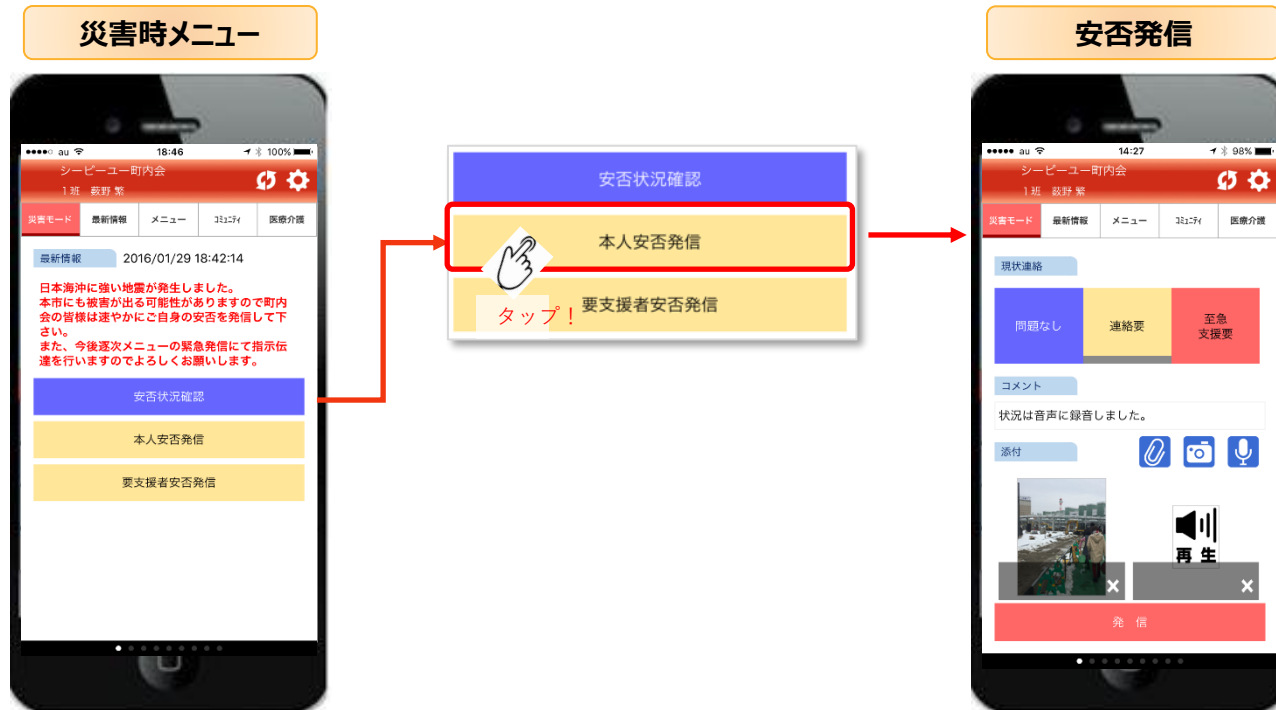 災害時メニュー
安否発信
●●●●○ au 18:46 100%
シーピーユー町内会
1班 薮野 繁
災害モード 最新情報 メニュー コミュニティ 医療介護
最新情報 2016/01/29 18:42:14
日本海沖に強い地震が発生しました。
本市にも被害が出る可能性がありますので町内
会の皆様は速やかにご自身の安否を発信して下
さい。
また、今後逐次メニューの緊急発信にて指示伝
達を行いますのでよろしくお願いします。
安否状況確認
本人安否発信
要支援者安否発信
安否状況確認
本人安否発信
タップ!
要支援者安否発信
●●●●● au 14:27 98%
シーピーユー町内会
1班 薮野 繁
災害モード 最新情報 メニュー コミュニティ 医療介護
現状連絡
問題なし 連絡要 至急
支援要
コメント
状況は音声に録音しました。
添付
再生
× ×
発 信